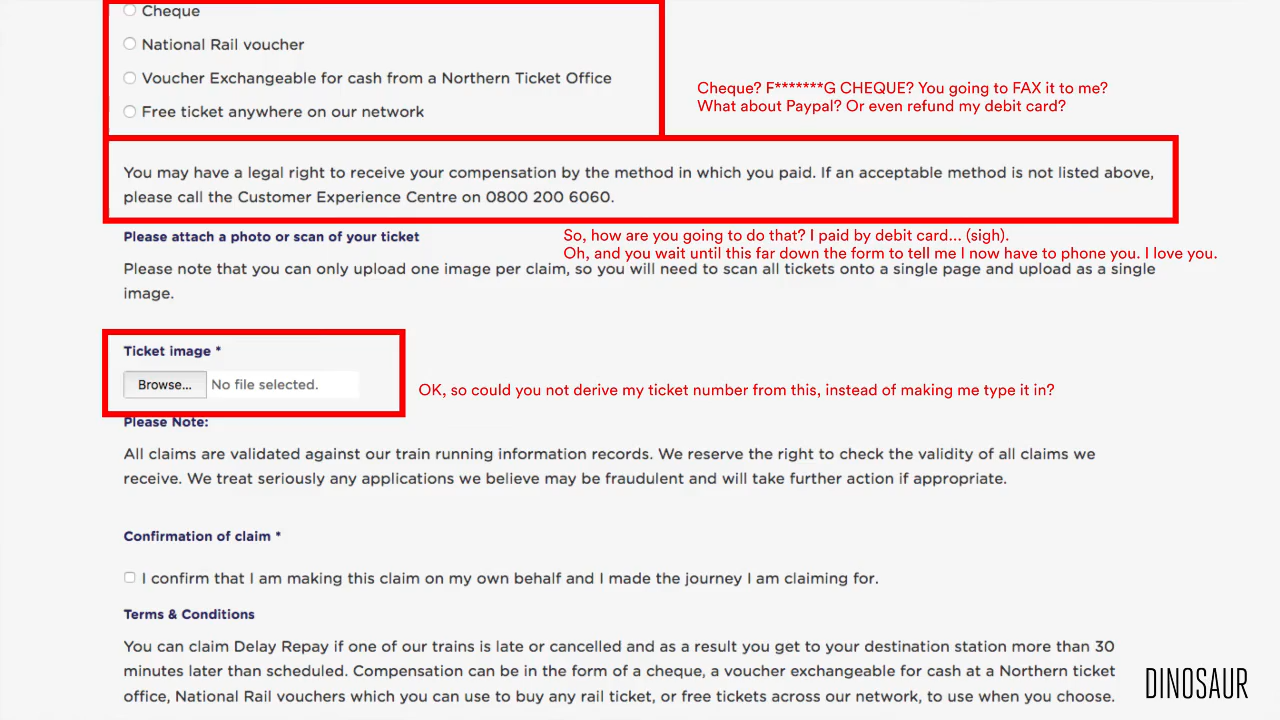 Cheque
National Rail voucher
Voucher Exchangeable for cash from a Northern Ticket Office
Free ticket anywhere on our network
Cheque? F*******G CHEQUE? You going to FAX it to me?
What about Paypal? Or even refund my debit card?
You may have a legal right to receive your compensation by the method in which you paid. If an acceptable method is not listed above,
please call the Customer Experience Centre on 0800 200 6060.
Please attach a photo or scan of your ticket
So, how are you going to do that? I paid by debit card... (sigh).
Oh, and you wait until this far down the form to tell me I now have to phone you. I love you.
Please note that you can only upload one image per claim, so you will need to scan all tickets onto a single page and upload as a single
image.
Ticket image *
Browse... No file selected.
OK, so could you not derive my ticket number from this, instead of making me type it in?
Please Note:
All claims are validated against our train running information records. We reserve the right to check the validity of all claims we
receive. We treat seriously any applications we believe may be fraudulent and will take further action if appropriate.
Confirmation of claim *
I confirm that I am making this claim on my own behalf and I made the journey I am claiming for.
Terms & Conditions
You can claim Delay Repay if one of our trains is late or cancelled and as a result you get to your destination station more than 30
minutes later than scheduled. Compensation can be in the form of a cheque, a voucher exchangeable for cash at a Northern ticket
office, National Rail vouchers which you can use to buy any rail ticket, or free tickets across our network, to use when you choose.
DINOSAUR